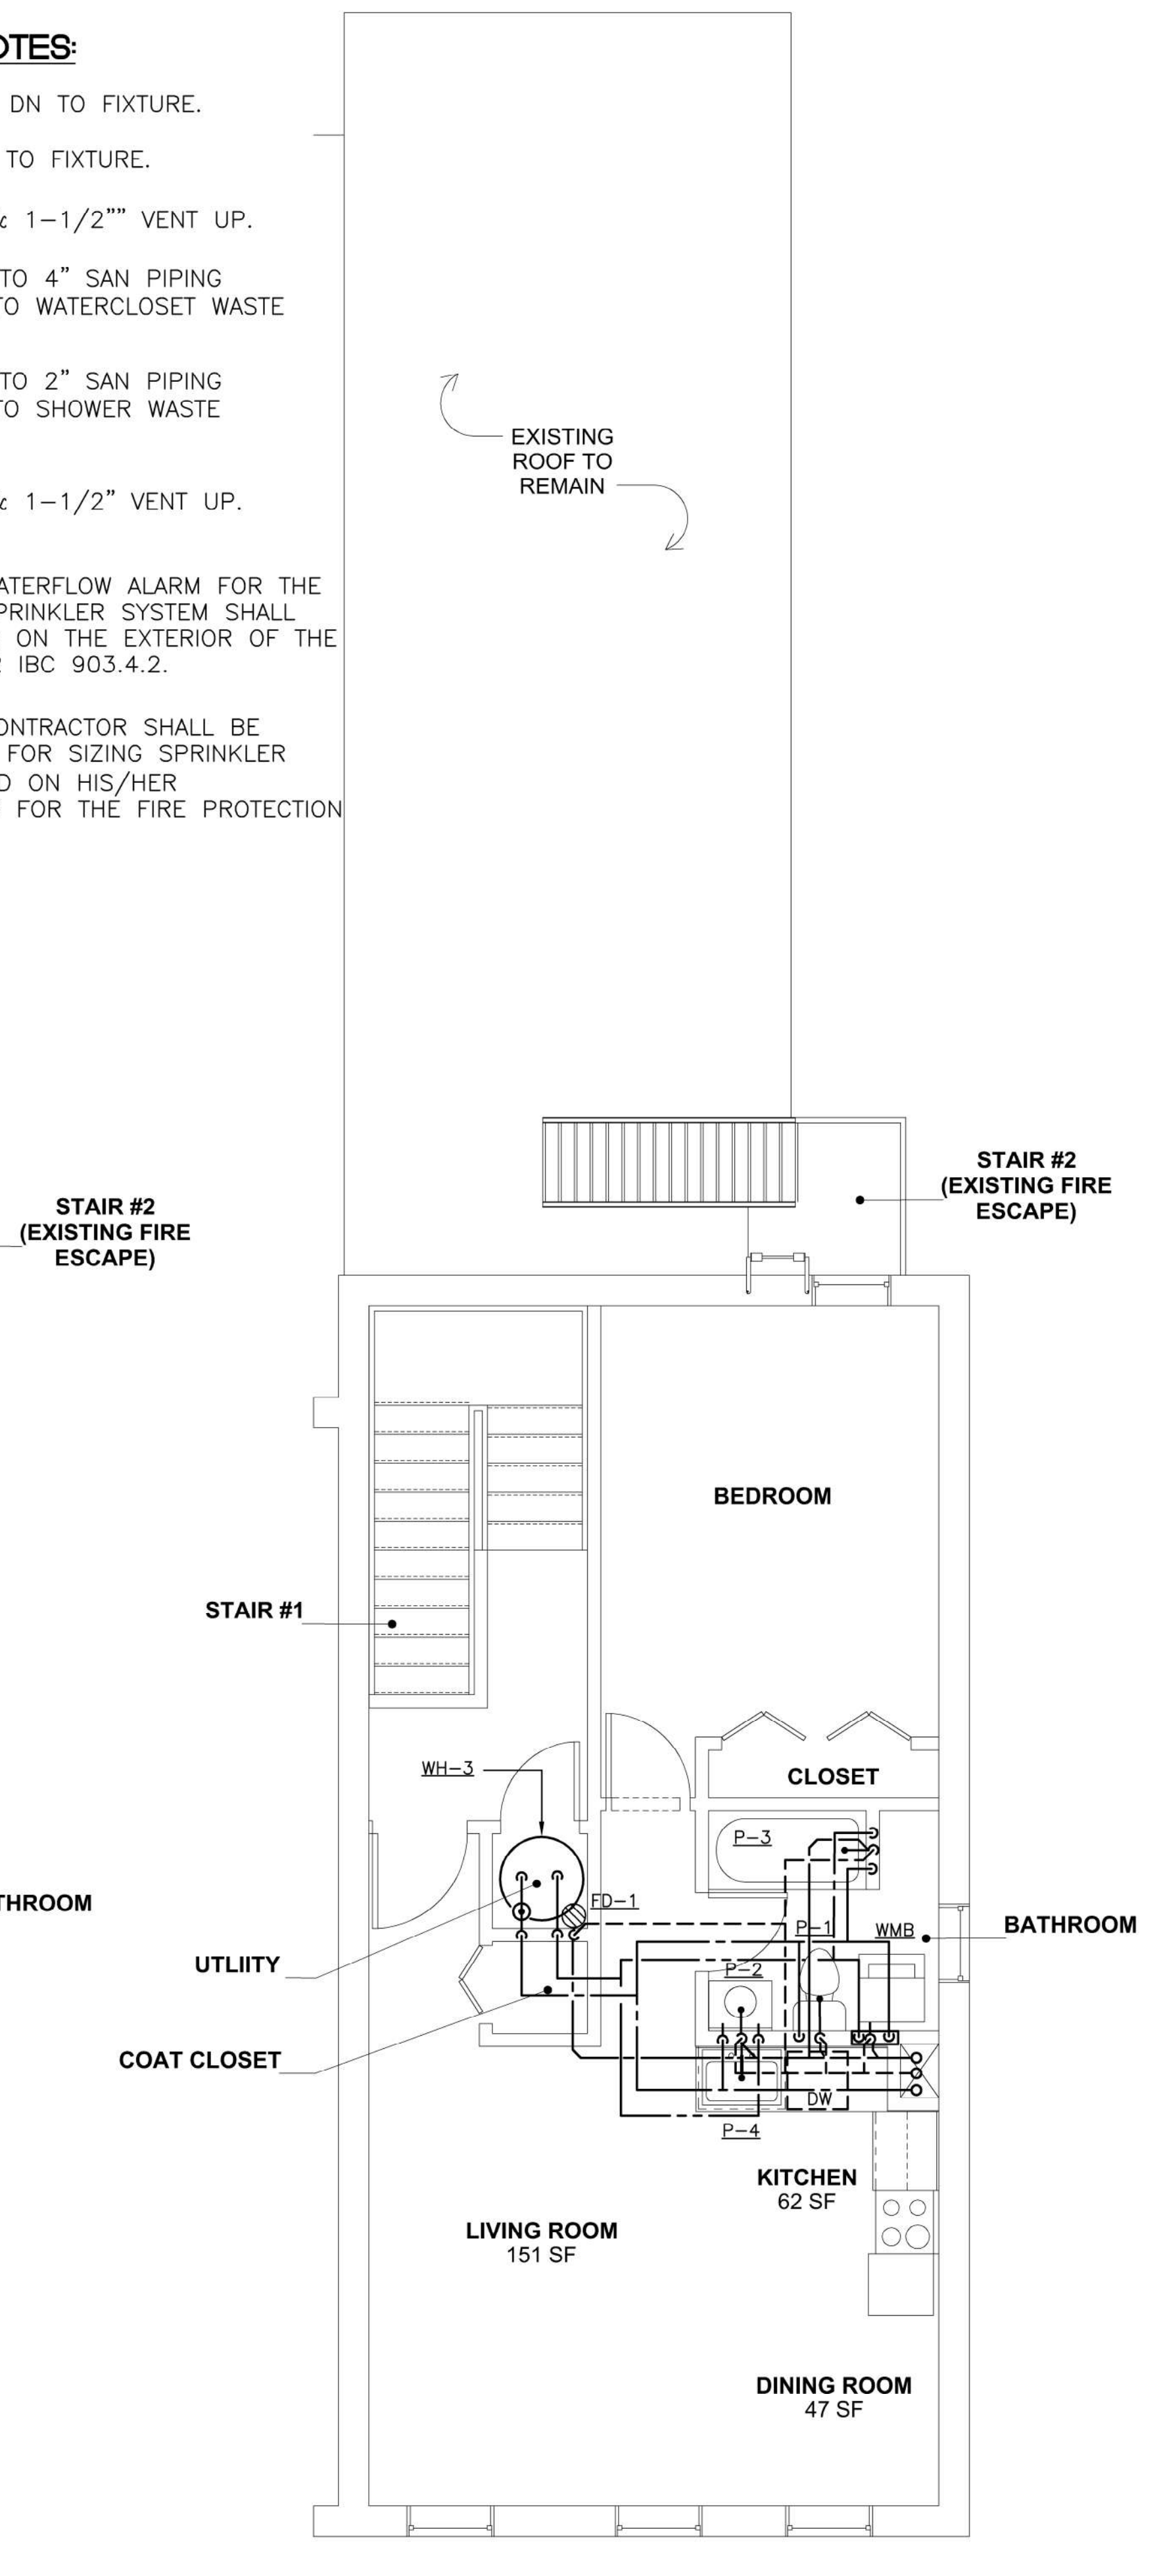 OTES:
DN TO FIXTURE.
TO FIXTURE.
1-1/2"" VENT UP.
TO 4" SAN PIPING
TO WATERCLOSET WASTE
TO 2" SAN PIPING
TO SHOWER WASTE
1-1/2" VENT UP.
ATERFLOW ALARM FOR THE
PRINKLER SYSTEM SHALL
ON THE EXTERIOR OF THE
IBC 903.4.2.
ONTRACTOR SHALL BE
FOR SIZING SPRINKLER
D ON HIS/HER
FOR THE FIRE PROTECTION
EXISTING
ROOF TO
REMAIN
STAIR #2
(EXISTING FIRE
ESCAPE)
STAIR #2
(EXISTING FIRE
ESCAPE)
BEDROOM
STAIR #1
WH-3
CLOSET
P-3
THROOM
FD-1
P-1
WMB
BATHROOM
UTLIITY
P-2
COAT CLOSET
DW
P-4
KITCHEN
62 SF
LIVING ROOM
151 SF
DINING ROOM
47 SF